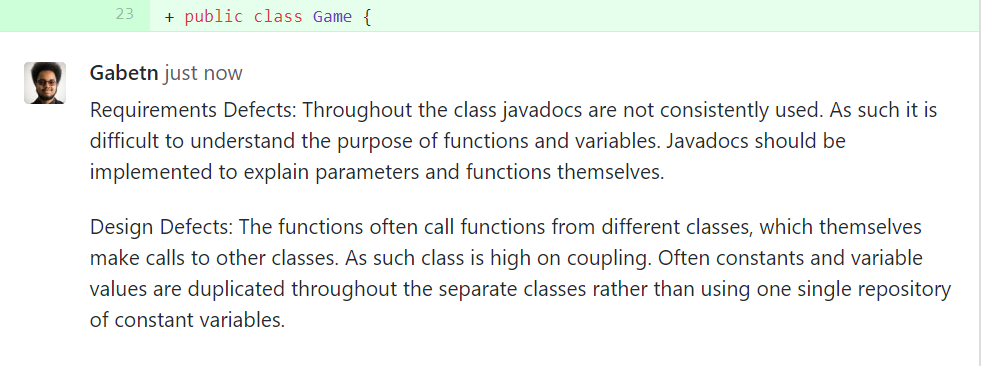 23 + public class Game {
Gabetn just now
Requirements Defects: Throughout the class javadocs are not consistently used. As such it is
difficult to understand the purpose of functions and variables. Javadocs should be
implemented to explain parameters and functions themselves.
Design Defects: The functions often call functions from different classes, which themselves
make calls to other classes. As such class is high on coupling. Often constants and variable
values are duplicated throughout the separate classes rather than using one single repository
of constant variables.